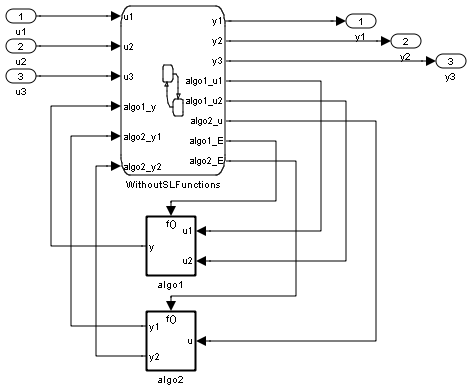 1
u1
2
u2
3
u3
u1
u2
u3
algo1_y
algo2_y1
algo2_y2
y1
y2
y3
algo1_u1
algo1_u2
algo2_u
algo1_E
algo2_E
WithoutSLFunctions
1
y1
2
y2
3
y3
f()
y
u1
u2
algo1
f()
y1
y2
u
algo2